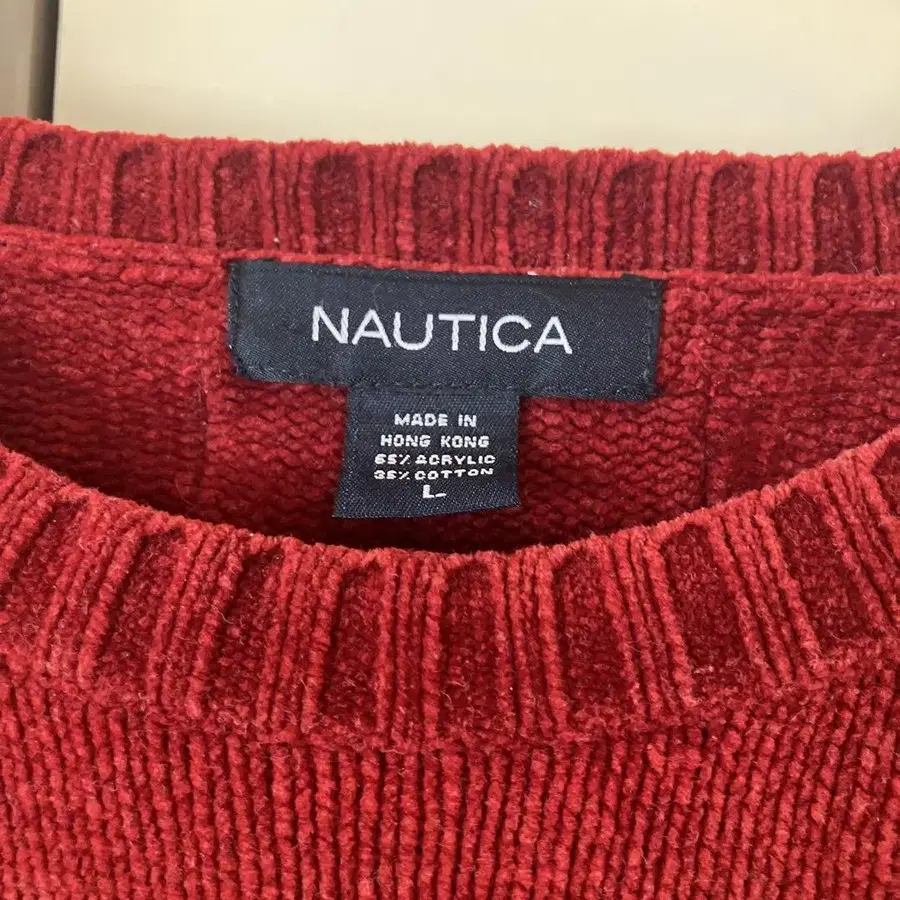 NAUTICA
MADE IN
HONG KONG
65% ACRYLIC
35% COTTON
L